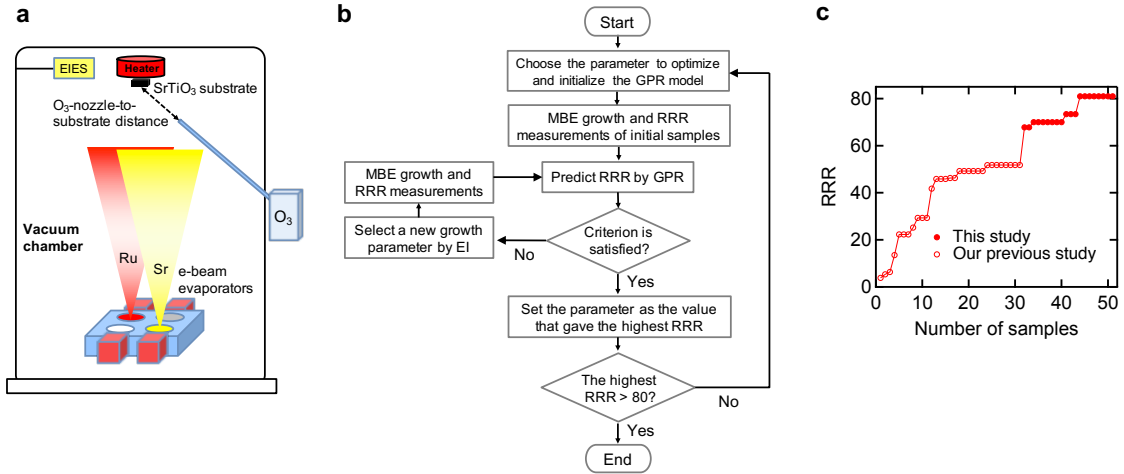 a
EIES
Heater
SrTiO3 substrate
O3-nozzle-to-
substrate distance
O3
Vacuum
chamber
Ru
Sr
e-beam
evaporators
b
Start
Choose the parameter to optimize
and initialize the GPR model
MBE growth and RRR
measurements of initial samples
MBE growth and
RRR measurements
Predict RRR by GPR
Select a new growth
parameter by EI
Criterion is
satisfied?
No
Yes
Set the parameter as the value
that gave the highest RRR
The highest
RRR > 80?
No
Yes
End
c
80
60
40
20
0
RRR
This study
Our previous study
0 10 20 30 40 50
Number of samples